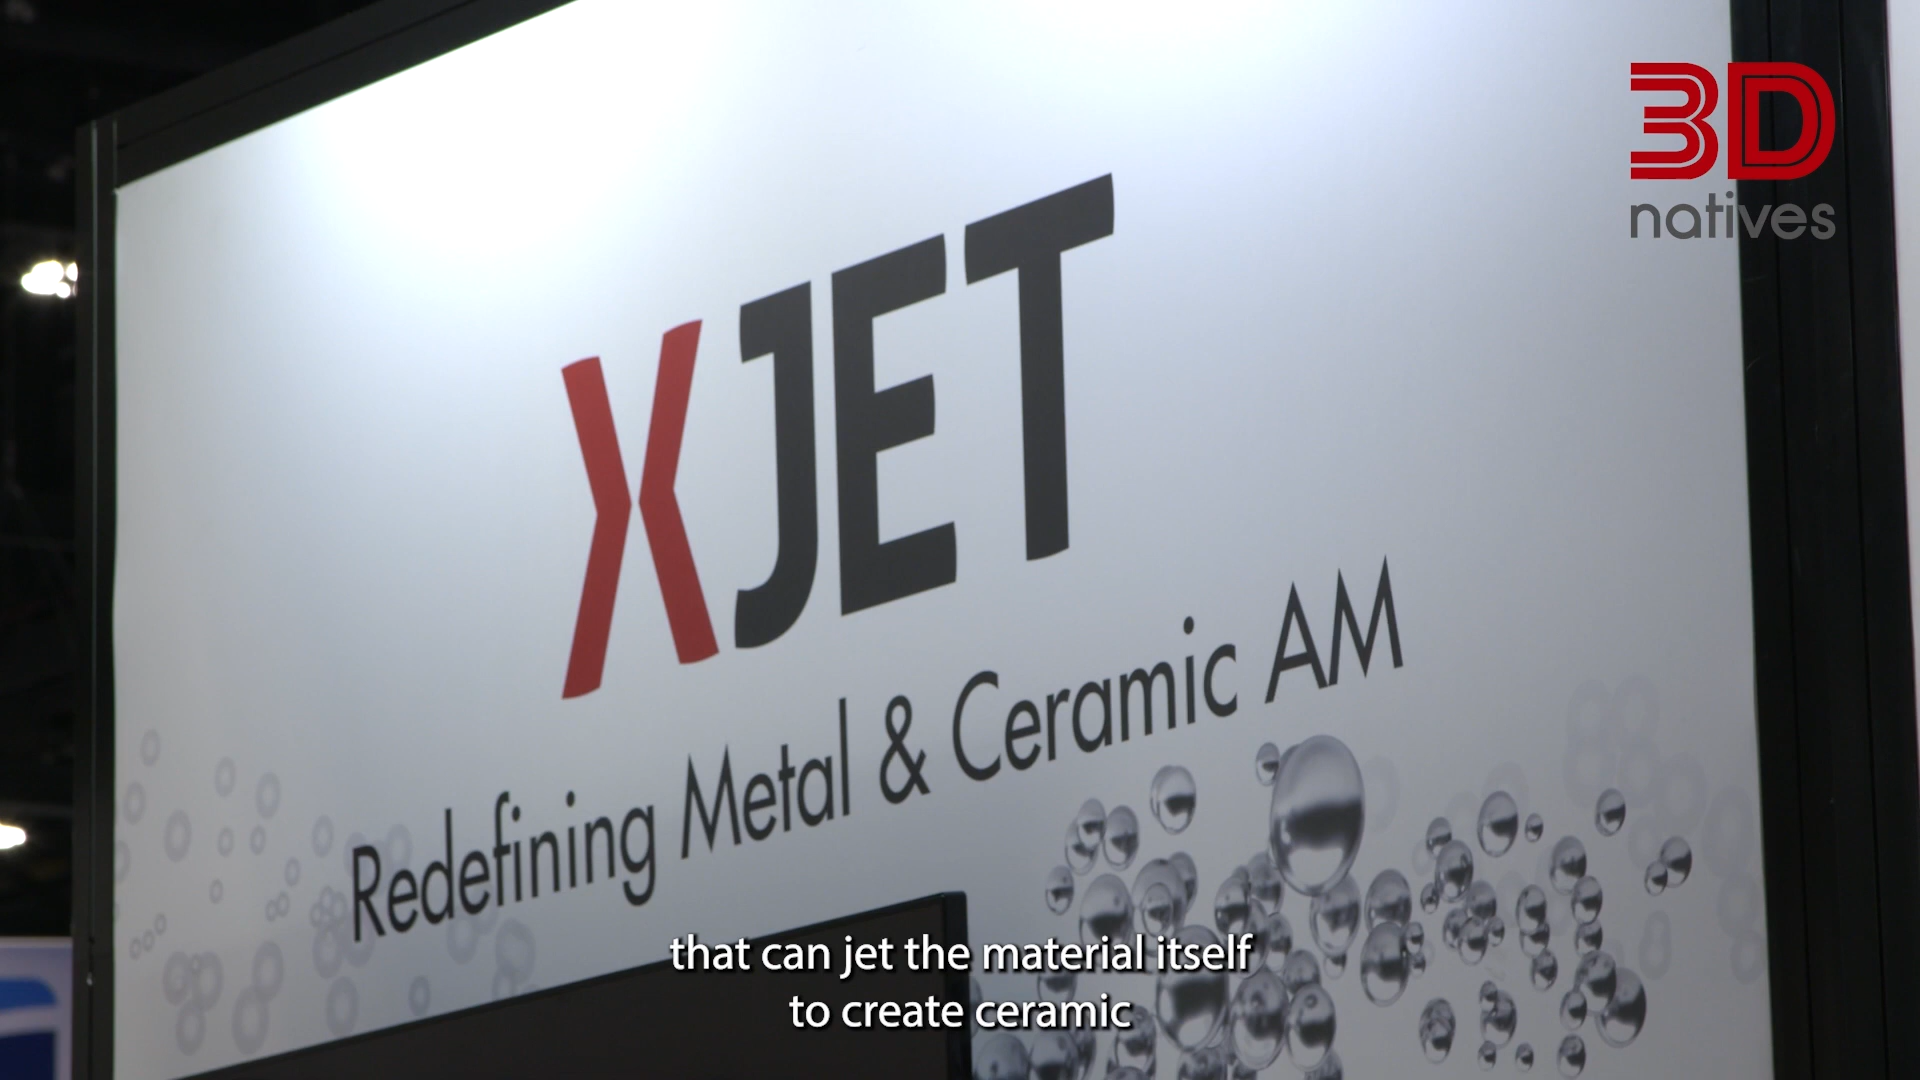 3D
natives
XJET
Redefining Metal & Ceramic AM
that can jet the material itself
to create ceramic